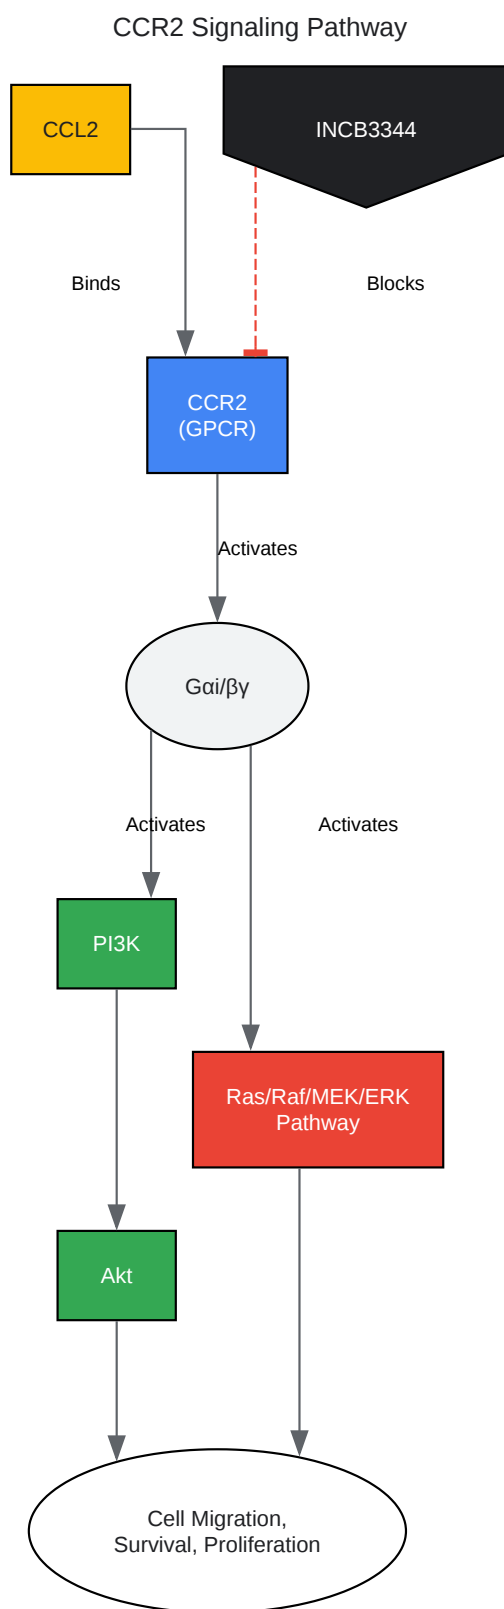 CCR2 Signaling Pathway
CCL2
INCB3344
Binds
Blocks
CCR2
(GPCR)
Activates
Gαi/βγ
Activates
Activates
PI3K
Ras/Raf/MEK/ERK
Pathway
Akt
Cell Migration,
Survival, Proliferation